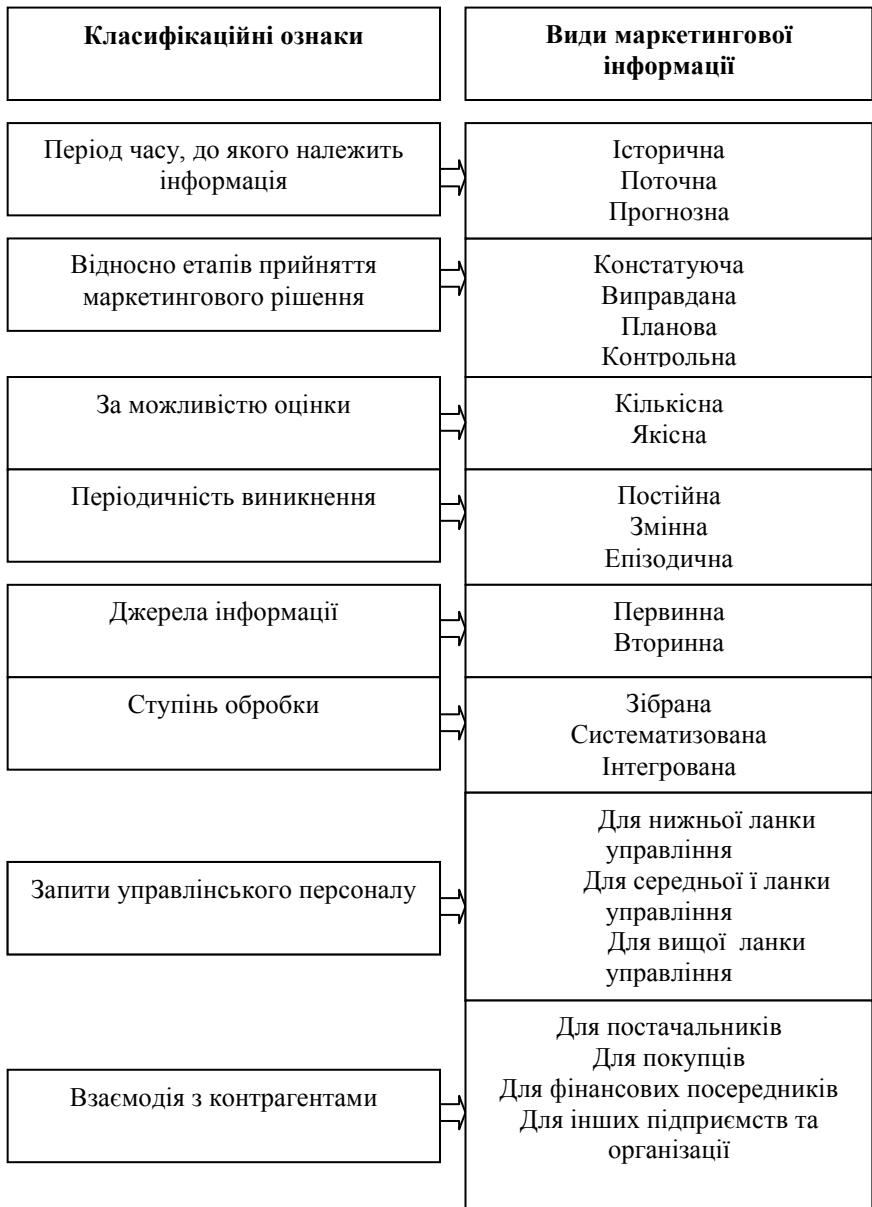 Класифікаційні ознаки
Види маркетингової
інформації
Період часу, до якого належить
інформація
Історична
Поточна
Прогнозна
Відносно етапів прийняття
маркетингового рішення
Констатуюча
Виправдана
Планова
Контрольна
За можливістю оцінки
Кількісна
Якісна
Періодичність виникнення
Постійна
Змінна
Епізодична
Джерела інформації
Первинна
Вторинна
Ступінь обробки
Зібрана
Систематизована
Інтегрована
Запити управлінського персоналу
Для нижньої ланки
управління
Для середньої ї ланки
управління
Для вищої ланки
управління
Взаємодія з контрагентами
Для постачальників
Для покупців
Для фінансових посередників
Для інших підприємств та
організації